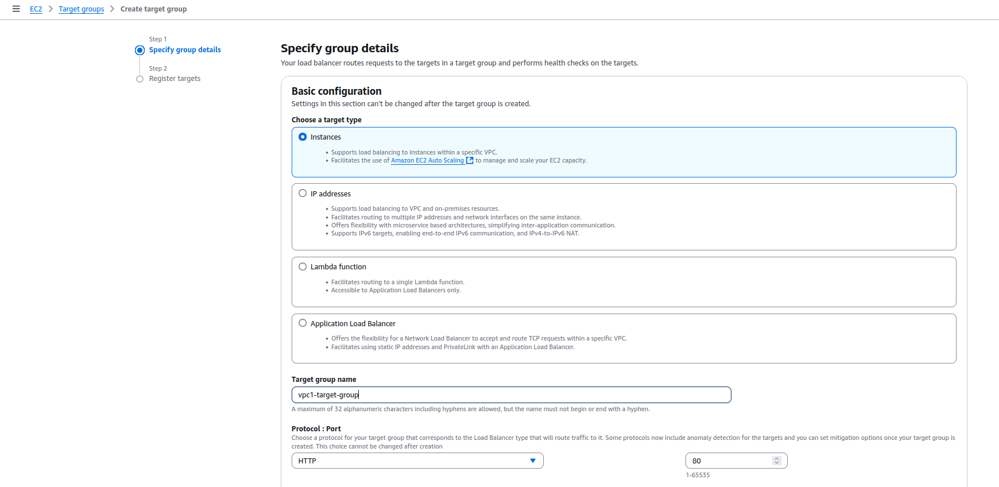 EC2 > Target groups > Create target group
Step 1
Specify group details
Step 2
Register targets
Specify group details
Your load balancer routes requests to the targets in a target group and performs health checks on the targets.
Basic configuration
Settings in this section can't be changed after the target group is created.
Choose a target type
Instances
• Supports load balancing to instances within a specific VPC.
• Facilitates the use of Amazon EC2 Auto Scaling to manage and scale your EC2 capacity.
IP addresses
• Supports load balancing to VPC and on-premises resources.
• Facilitates routing to multiple IP addresses and network interfaces on the same instance.
• Offers flexibility with microservice based architectures, simplifying inter-application communication.
• Supports IPv6 targets, enabling end-to-end IPv6 communication, and IPv4-to-IPv6 NAT.
Lambda function
• Facilitates routing to a single Lambda function.
• Accessible to Application Load Balancers only.
Application Load Balancer
• Offers the flexibility for a Network Load Balancer to accept and route TCP requests within a specific VPC.
• Facilitates using static IP addresses and PrivateLink with an Application Load Balancer.
Target group name
vpc1-target-group
A maximum of 32 alphanumeric characters including hyphens are allowed, but the name must not begin or end with a hyphen.
Protocol : Port
Choose a protocol for your target group that corresponds to the Load Balancer type that will route traffic to it. Some protocols now include anomaly detection for the targets and you can set mitigation options once your target group is
created. This choice cannot be changed after creation
HTTP
80
1-65535